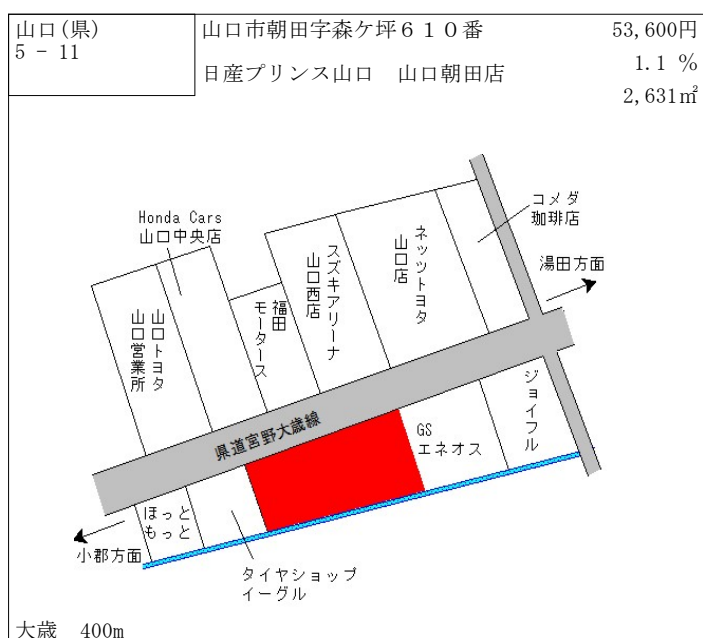 山口(県)
5 - 11
山口市朝田字森ケ坪６１０番
53,600円
日産プリンス山口　山口朝田店
1.1 %
2,631㎡
Honda Cars
山口中央店
コメダ
珈琲店
湯田方面
ネッツトヨタ
山口店
スズキアリーナ
山口西店
福田
モータース
山口トヨタ
山口営業所
ジョイフル
県道宮野大歳線
GS
エネオス
ほっと
もっと
小郡方面
タイヤショップ
イーグル
大歳　400m